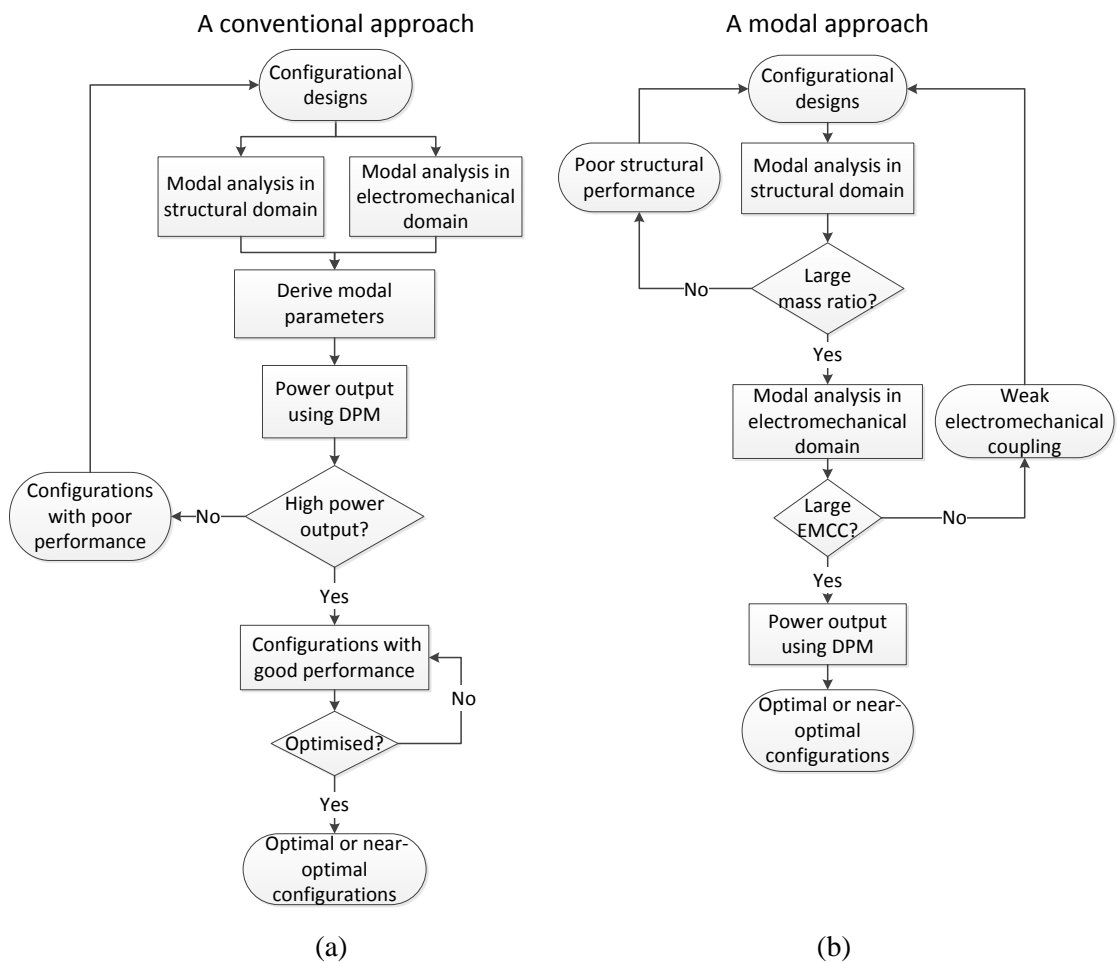 A conventional approach
Configurational
designs
Modal analysis in
structural domain
Modal analysis in
electromechanical
domain
Derive modal
parameters
Power output
using DPM
High power
output?
No
Configurations
with poor
performance
Yes
Configurations with
good performance
No
Optimised?
Yes
Optimal or near-
optimal
configurations
(a)
A modal approach
Configurational
designs
Poor structural
performance
Modal analysis in
structural domain
Large
mass ratio?
No
Yes
Modal analysis in
electromechanical
domain
Weak
electromechanical
coupling
Large
EMCC?
No
Yes
Power output
using DPM
Optimal or near-
optimal
configurations
(b)